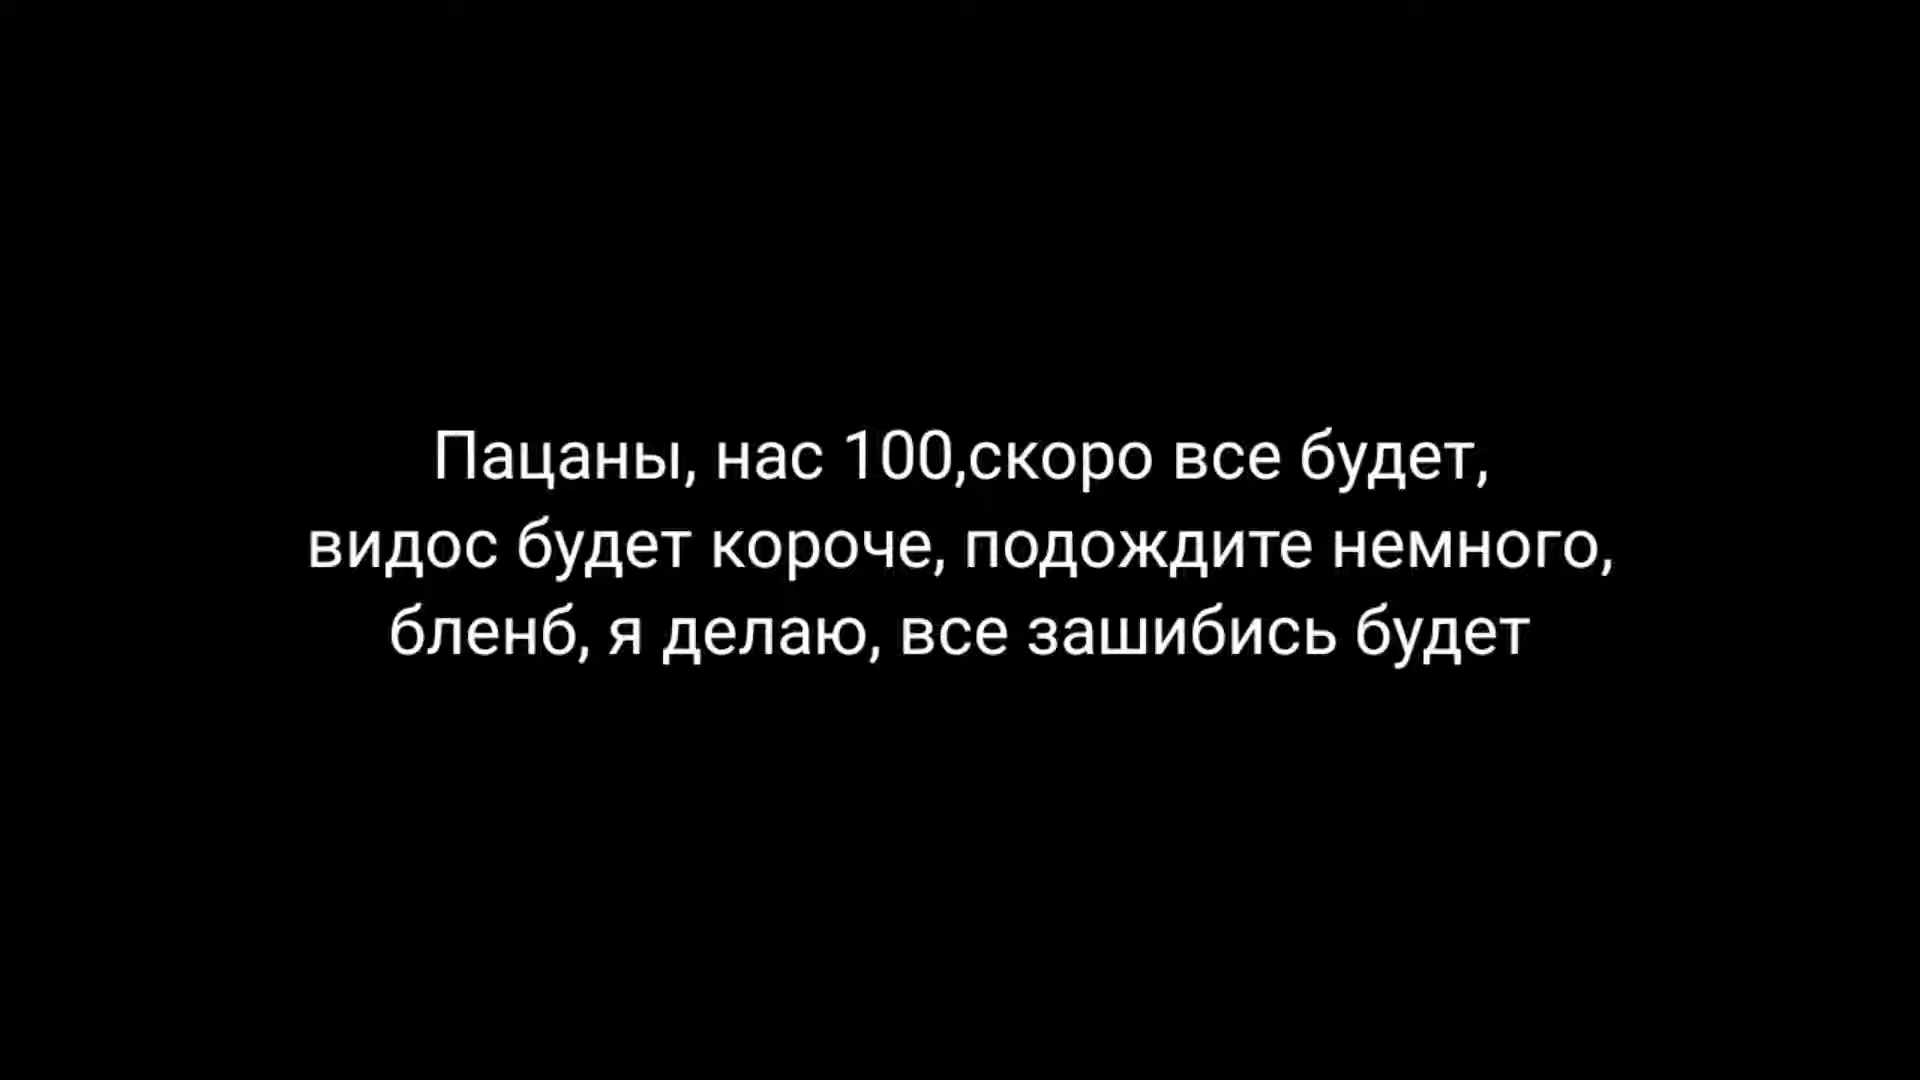 Пацаны, нас 100,скоро все будет,
видос будет короче, подождите немного,
бленб, я делаю, все зашибись будет